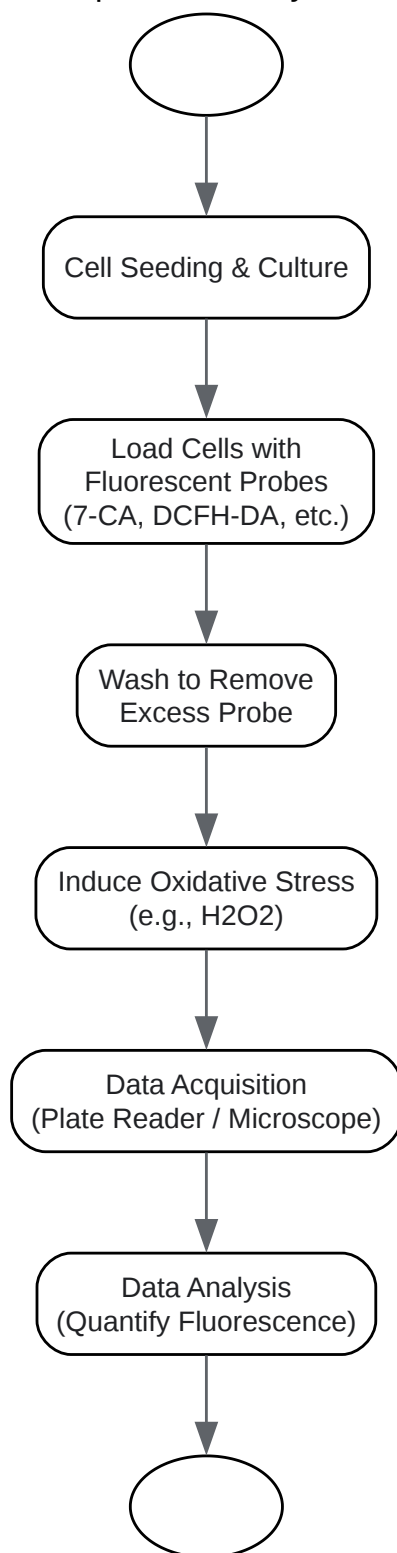 Cell Seeding & Culture
Load Cells with
Fluorescent Probes
(7-CA, DCFH-DA, etc.)
Wash to Remove
Excess Probe
Induce Oxidative Stress
(e.g., H2O2)
Data Acquisition
(Plate Reader / Microscope)
Data Analysis
(Quantify Fluorescence)